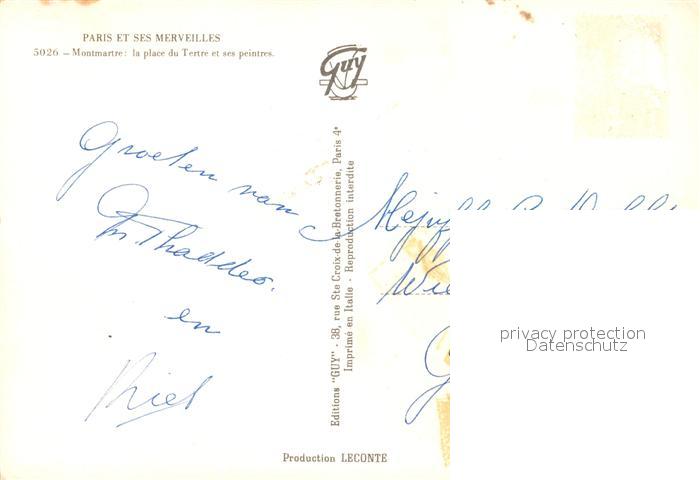 PARIS ET SES MERVEILLES
5026 - Montmartre: la place du Tertre et ses peintres.
Guy
Groeten van
M. Thaddeo.
en
Riet
Editions "GUY" - 38, rue Ste Croix-de-la-Bretonnerie, Paris 4e
Imprimé en Italie - Reproduction interdite
Mejuf
Wie
privacy protection
Datenschutz
Production LECONTE